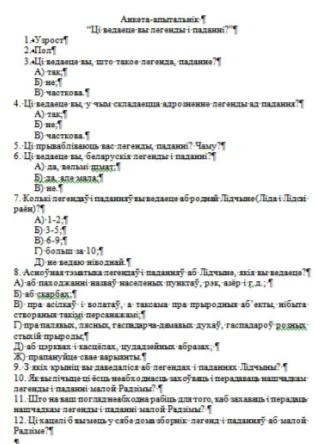 Анкета-апытальнік
"Ці ведаеце вы легенды і паданні?"
1. Узрост
2. Пол
3. Ці ведаеце вы, што такое легенда, паданне?
А) так;
Б) не;
В) часткова.
4. Ці ведаеце вы, у чым складаецца адрозненне легенды ад падання?
А) так;
Б) не;
В) часткова.
5. Ці прывабліваюць вас легенды, паданні? Чаму?
6. Ці ведаеце вы, беларускія легенды і паданні?
А) да, вельмі шмат;
Б) да, але мала;
В) не.
7. Колькі легендаў і паданняў вы ведаеце аб роднай Лідчыне (Ліда і Лідскі
раён)?
А) 1-2;
Б) 3-5;
В) 6-9;
Г) больш за 10;
Д) не ведаю ніводнай.
8. Асноўная тэматыка легендаў і паданняў аб Лідчыне, якія вы ведаеце?
А) аб паходжанні назваў населеных пунктаў, рэк, азёр і г.д.;
Б) аб скарбах;
В) пра асілкаў і волатаў, а таксама пра прыродныя аб'екты, нібыта
створаныя такімі персанажамі;
Г) пра палявых, лясных, гаспадарча-дамавых духаў, гаспадароў розных
стыхій прыроды;
Д) аб цэрквах і касцёлах, цудадзейных абразах;
Ж) прапануйце свае варыянты.
9. З якіх крыніц вы даведаліся аб легендах і паданнях Лідчыны?
10. Як вы лічыце ці ёсць неабходнасць захоўваць і перадаваць нашчадкам
легенды і паданні малой Радзімы?
11. Што на ваш погляд неабходна рабіць для того, каб захаваць і перадаць
нашчадкам легенды і паданні малой Радзімы?
12. Ці хацелі б вы мець у сябе дома зборнік легенд і паданняў аб малой
Радзіме?